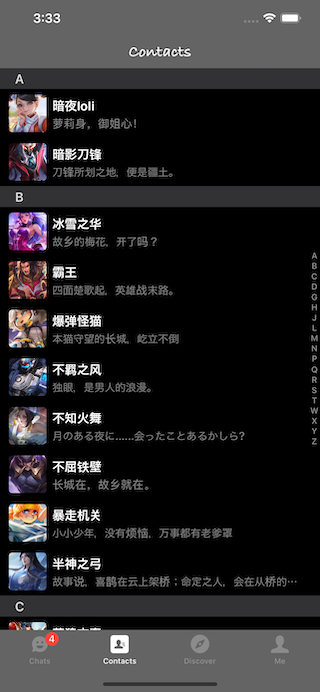 3:33
Contacts
A
暗夜loli
萝莉身，御姐心！
暗影刀锋
刀锋所划之地，便是疆土。
B
冰雪之华
故乡的梅花，开了吗？
霸王
四面楚歌起，英雄战末路。
爆弹怪猫
本猫守望的长城，屹立不倒
不羁之风
独眼，是男人的浪漫。
不知火舞
月のある夜に……会ったことあるかしら?
不屈铁壁
长城在，故乡就在。
暴走机关
小小少年，没有烦恼，万事都有老爹罩
半神之弓
故事说，喜鹊在云上架桥；命定之人，会在从桥的…
C
A
B
C
D
G
H
J
L
M
N
P
Q
R
S
T
W
X
Y
Z
4
Chats
Contacts
Discover
Me